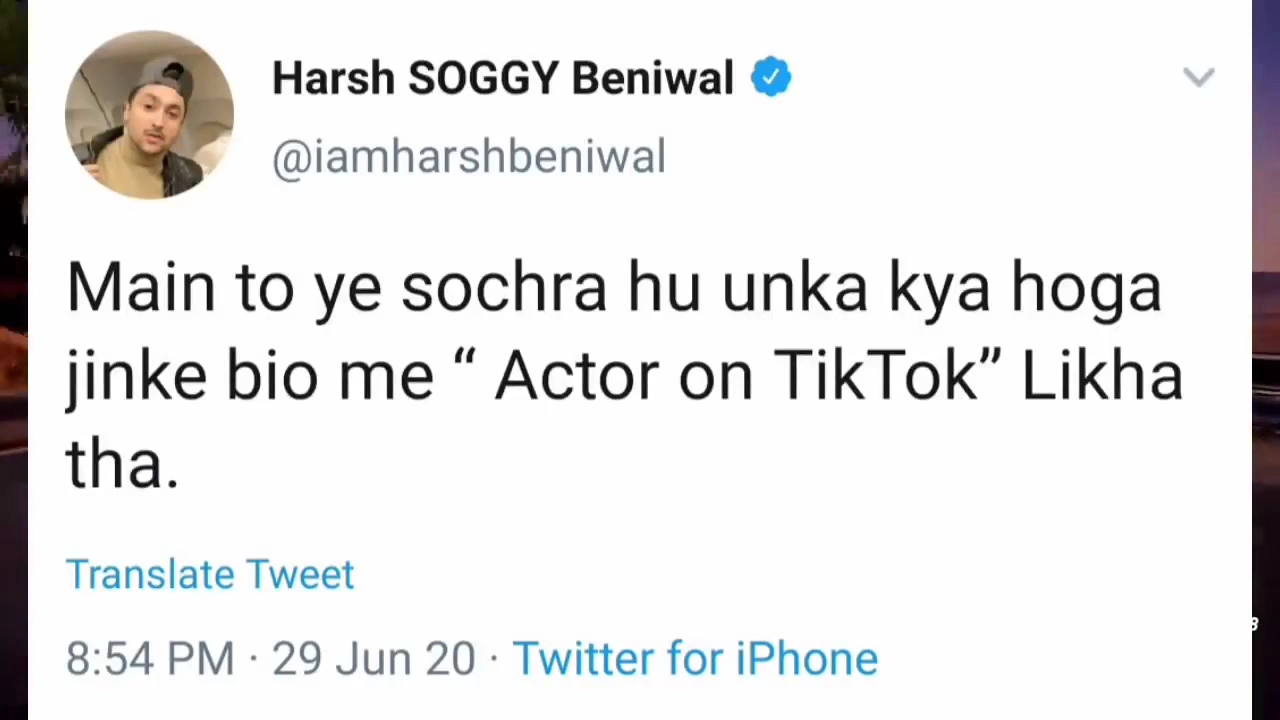 Harsh SOGGY Beniwal
@iamharshbeniwal
Main to ye sochra hu unka kya hoga
jinke bio me “ Actor on TikTok” Likha
tha.
Translate Tweet
8:54 PM · 29 Jun 20 · Twitter for iPhone